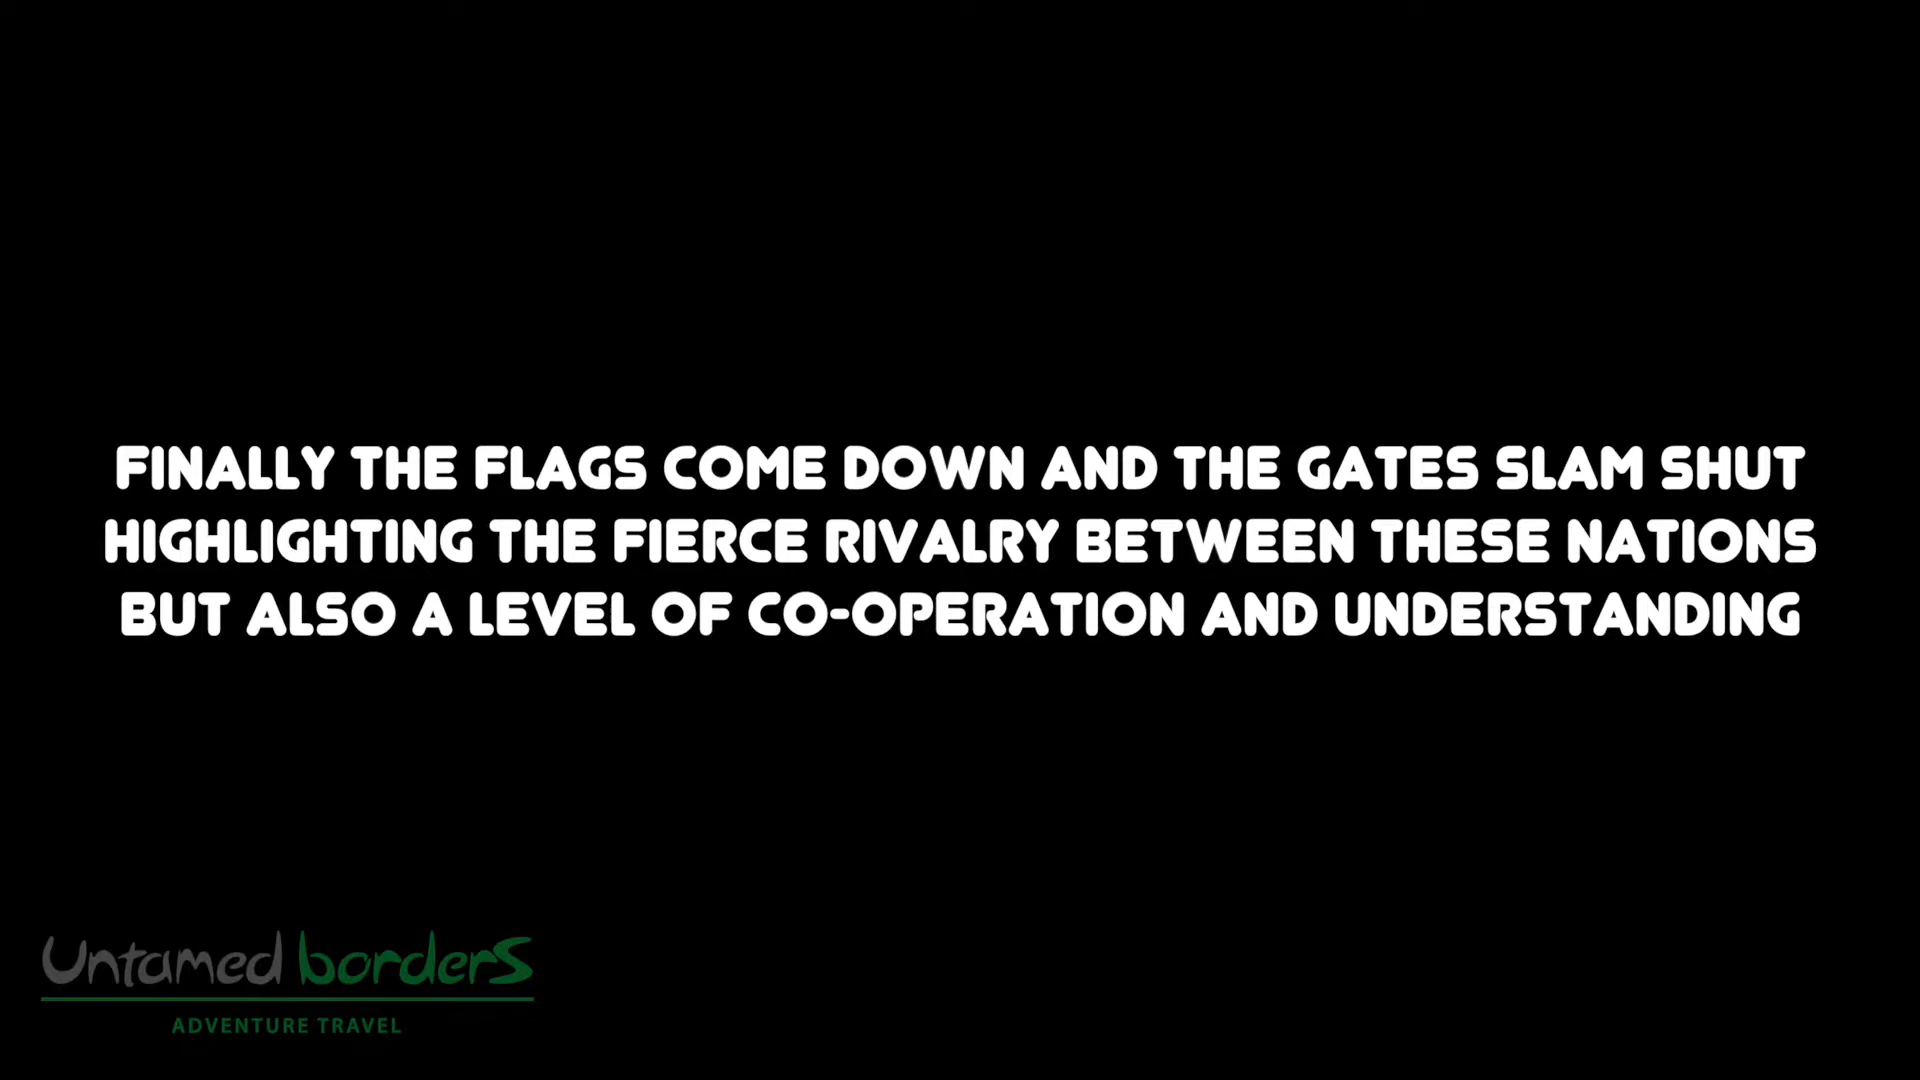 FINALLY THE FLAGS COME DOWN AND THE GATES SLAM SHUT
HIGHLIGHTING THE FIERCE RIVALRY BETWEEN THESE NATIONS
BUT ALSO A LEVEL OF CO-OPERATION AND UNDERSTANDING
Untamed borders
ADVENTURE TRAVEL